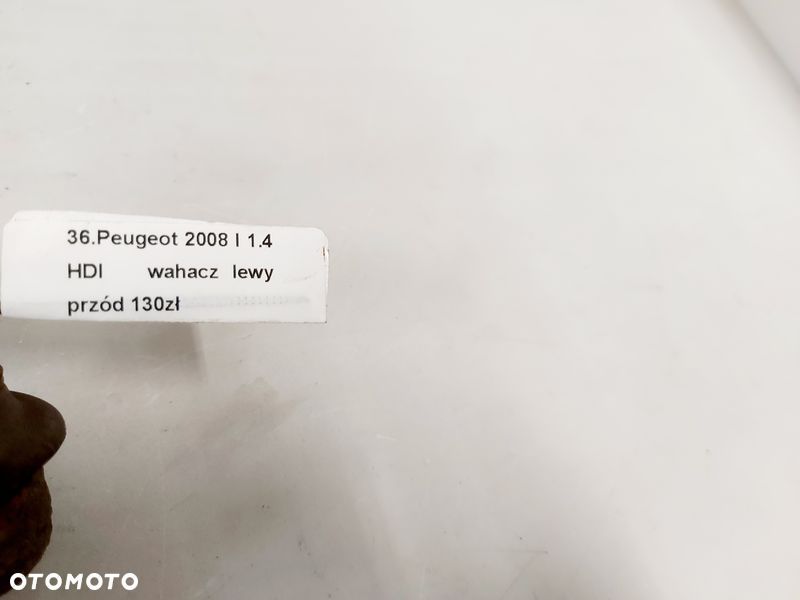 36.Peugeot 2008 I 1.4
HDI wahacz lewy
przód 130zł
OTOMOTO